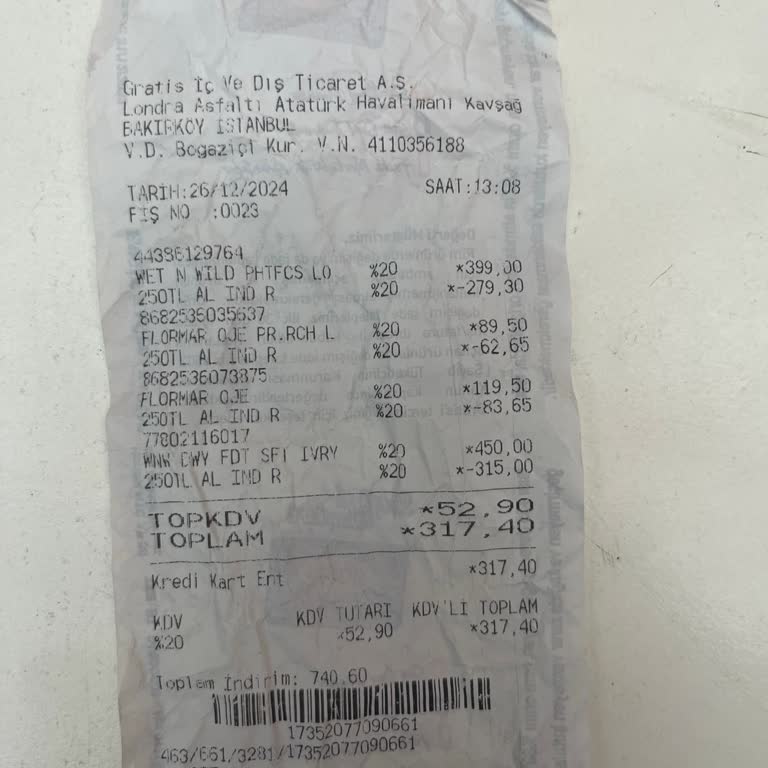 Gratis İç Ve Dış Ticaret A.Ş.
Londra Asfaltı Atatürk Havalimanı Kavşağ
BAKIRKÖY İSTANBUL
V.D. Bogaziçi Kur. V.N. 4110356188
TARİH:26/12/2024 SAAT:13:08
FİŞ NO :0023
44386129764
WET N WILD PHTFCS LO %20 *399,00
250TL AL IND R %20 *-279,30
8682536035637
FLORMAR OJE PR.RCH L %20 *89,50
250TL AL IND R %20 *-62,65
8682536073875
FLORMAR OJE %20 *119,50
250TL AL IND R %20 *-83,65
77802116017
WNW DWY FDT SFT IVRY %20 *450,00
250TL AL IND R %20 *-315,00
TOPKDV *52,90
TOPLAM *317,40
Kredi Kart Ent *317,40
KDV KDV TUTARI KDV'Lİ TOPLAM
%20 *52,90 *317,40
Toplam İndirim: 740.60
17352077090661
463/661/3281/17352077090661